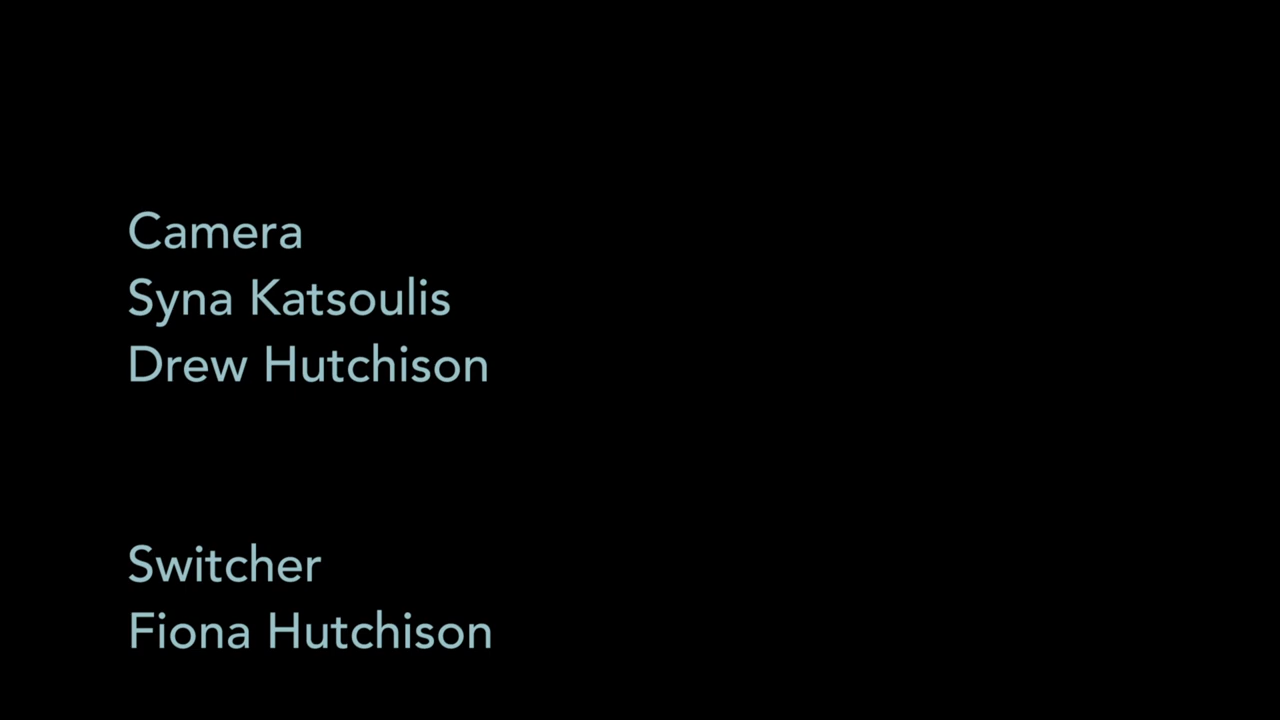 Camera
Syna Katsoulis
Drew Hutchison
Switcher
Fiona Hutchison